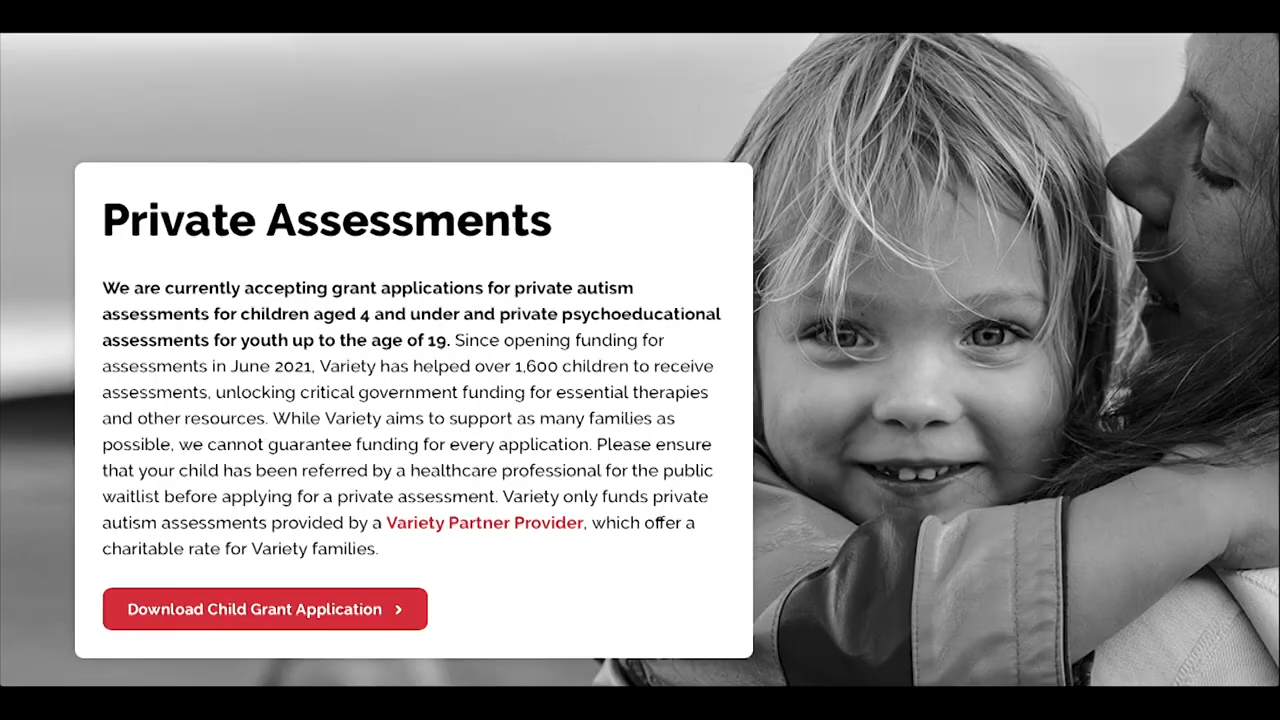 Private Assessments
We are currently accepting grant applications for private autism
assessments for children aged 4 and under and private psychoeducational
assessments for youth up to the age of 19. Since opening funding for
assessments in June 2021, Variety has helped over 1,600 children to receive
assessments, unlocking critical government funding for essential therapies
and other resources. While Variety aims to support as many families as
possible, we cannot guarantee funding for every application. Please ensure
that your child has been referred by a healthcare professional for the public
waitlist before applying for a private assessment. Variety only funds private
autism assessments provided by a Variety Partner Provider, which offer a
charitable rate for Variety families.
Download Child Grant Application >